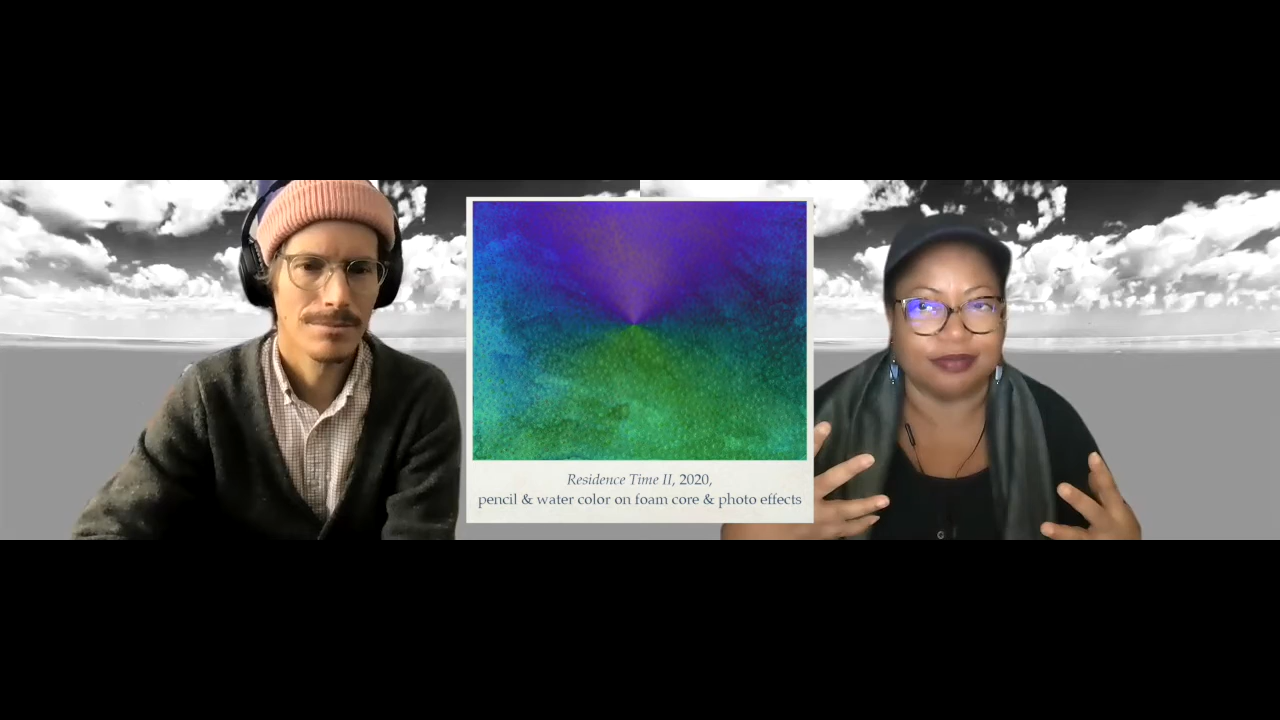 Residence Time II, 2020,
pencil & water color on foam core & photo effects